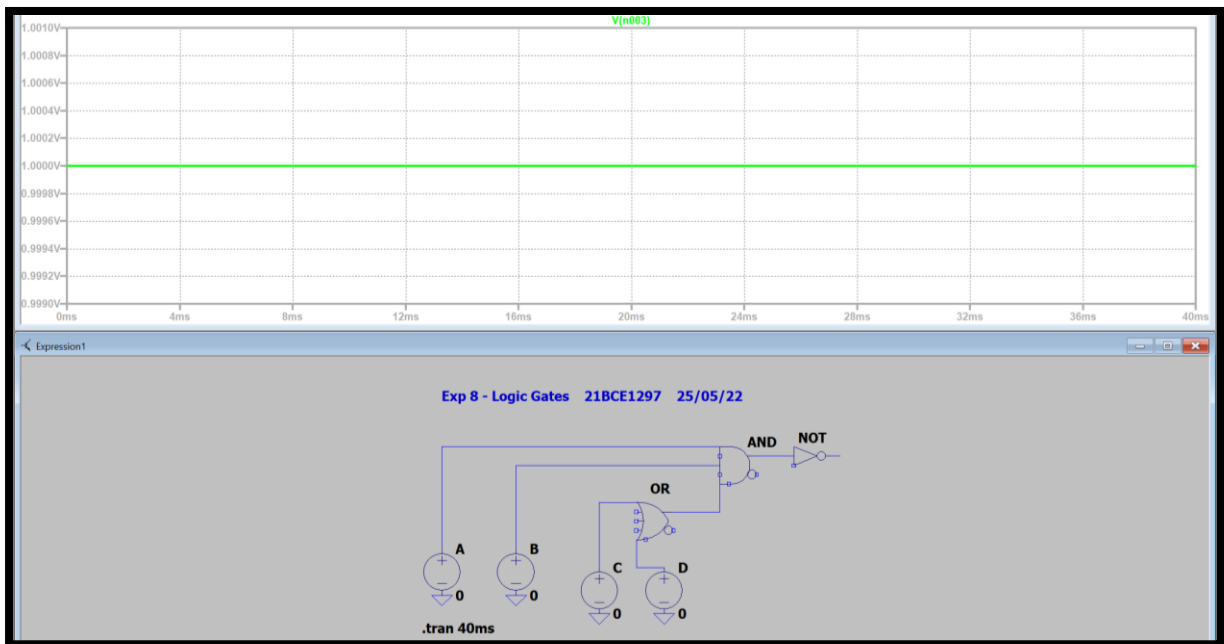 V(n003)
1.0010V
1.0008V
1.0006V
1.0004V
1.0002V
1.0000V
0.9998V
0.9996V
0.9994V
0.9992V
0.9990V
0ms 4ms 8ms 12ms 16ms 20ms 24ms 28ms 32ms 36ms 40ms
Expression1
Exp 8 - Logic Gates 21BCE1297 25/05/22
AND NOT
OR
A B
C D
0 0
0 0
.tran 40ms